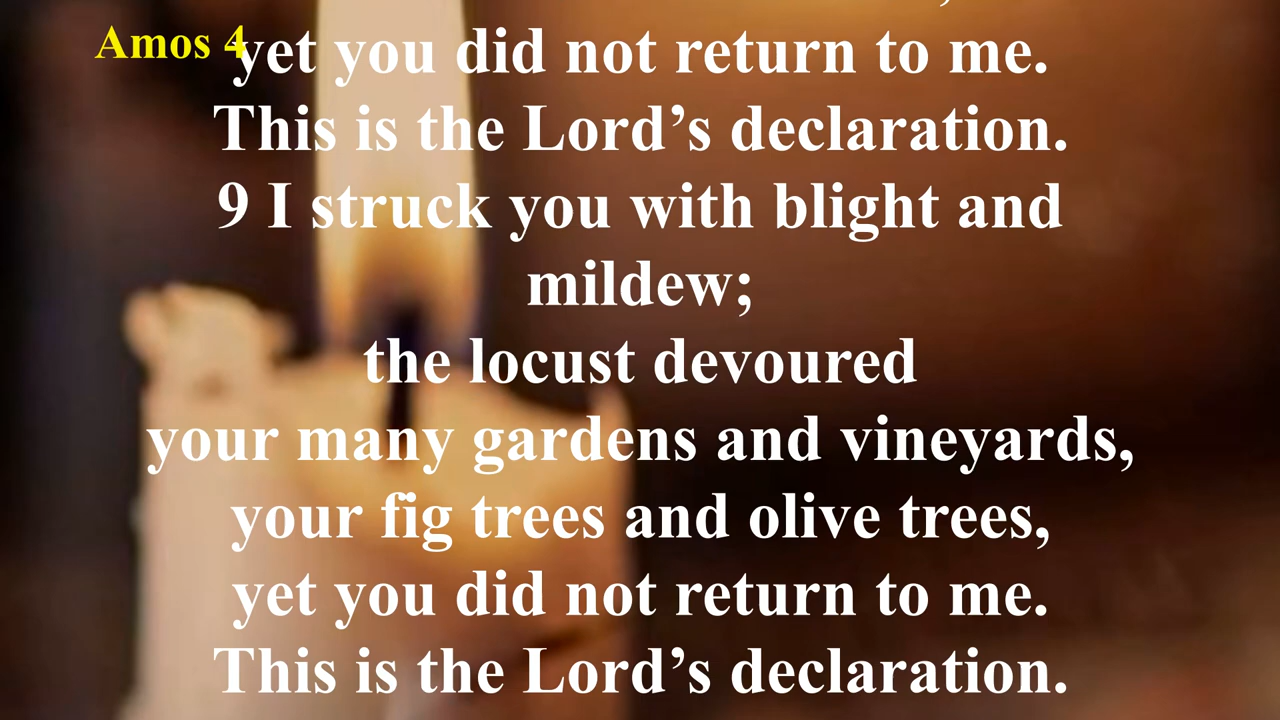 Amos 4
yet you did not return to me.
This is the Lord’s declaration.
9 I struck you with blight and
mildew;
the locust devoured
your many gardens and vineyards,
your fig trees and olive trees,
yet you did not return to me.
This is the Lord’s declaration.